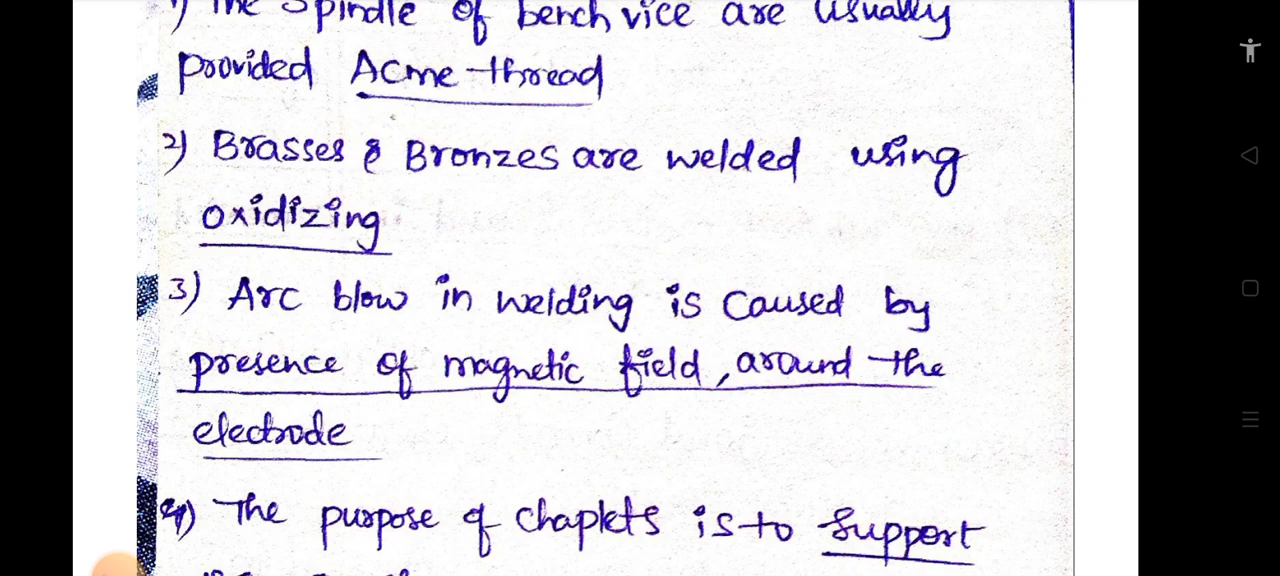 1) The Spindle of bench vice are usually
provided Acme thread
2) Brasses & Bronzes are welded using
oxidizing
3) Arc blow in welding is caused by
presence of magnetic field, around the
electrode
4) The purpose of chaplets is to support